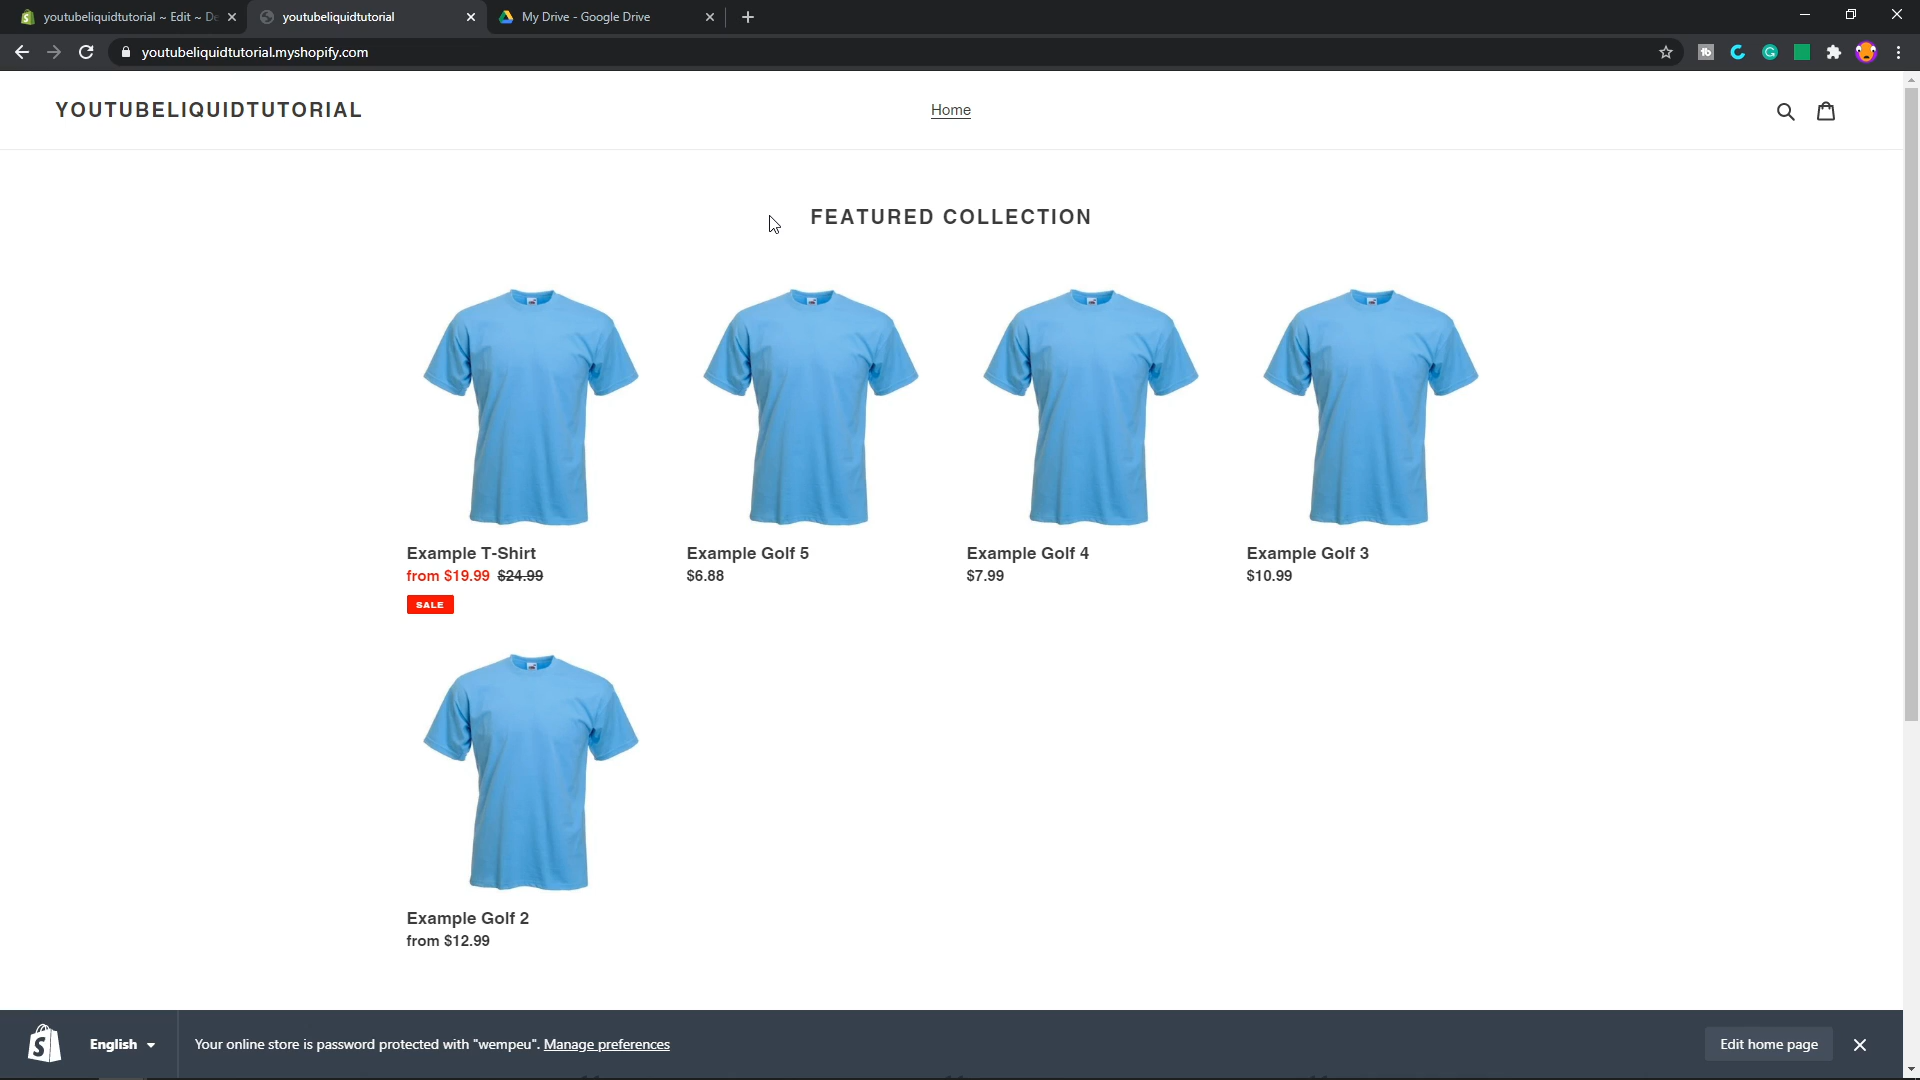 youtubeliquidtutorial ~ Edit ~ De
youtubeliquidtutorial
My Drive - Google Drive
youtubeliquidtutorial.myshopify.com
YOUTUBELIQUIDTUTORIAL
Home
FEATURED COLLECTION
Example T-Shirt
from $19.99 $24.99
SALE
Example Golf 5
$6.88
Example Golf 4
$7.99
Example Golf 3
$10.99
Example Golf 2
from $12.99
English
Your online store is password protected with "wempeu". Manage preferences
Edit home page